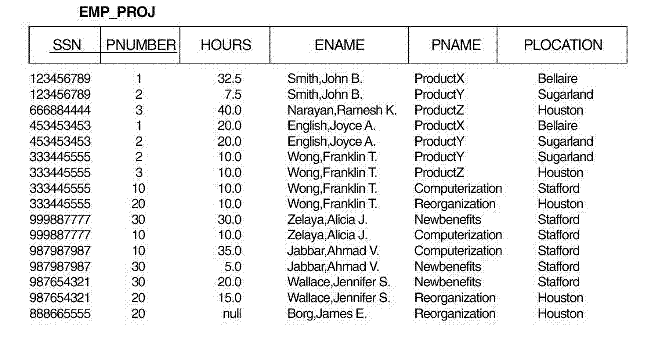 EMP_PROJ
SSN PNUMBER HOURS ENAME PNAME PLOCATION
123456789 1 32.5 Smith,John B. ProductX Bellaire
123456789 2 7.5 Smith,John B. ProductY Sugarland
666884444 3 40.0 Narayan,Ramesh K. ProductZ Houston
453453453 1 20.0 English,Joyce A. ProductX Bellaire
453453453 2 20.0 English,Joyce A. ProductY Sugarland
333445555 2 10.0 Wong,Franklin T. ProductY Sugarland
333445555 3 10.0 Wong,Franklin T. ProductZ Houston
333445555 10 10.0 Wong,Franklin T. Computerization Stafford
333445555 20 10.0 Wong,Franklin T. Reorganization Houston
999887777 30 30.0 Zelaya,Alicia J. Newbenefits Stafford
999887777 10 10.0 Zelaya,Alicia J. Computerization Stafford
987987987 10 35.0 Jabbar,Ahmad V. Computerization Stafford
987987987 30 5.0 Jabbar,Ahmad V. Newbenefits Stafford
987654321 30 20.0 Wallace,Jennifer S. Newbenefits Stafford
987654321 20 15.0 Wallace,Jennifer S. Reorganization Houston
888665555 20 null Borg,James E. Reorganization Houston